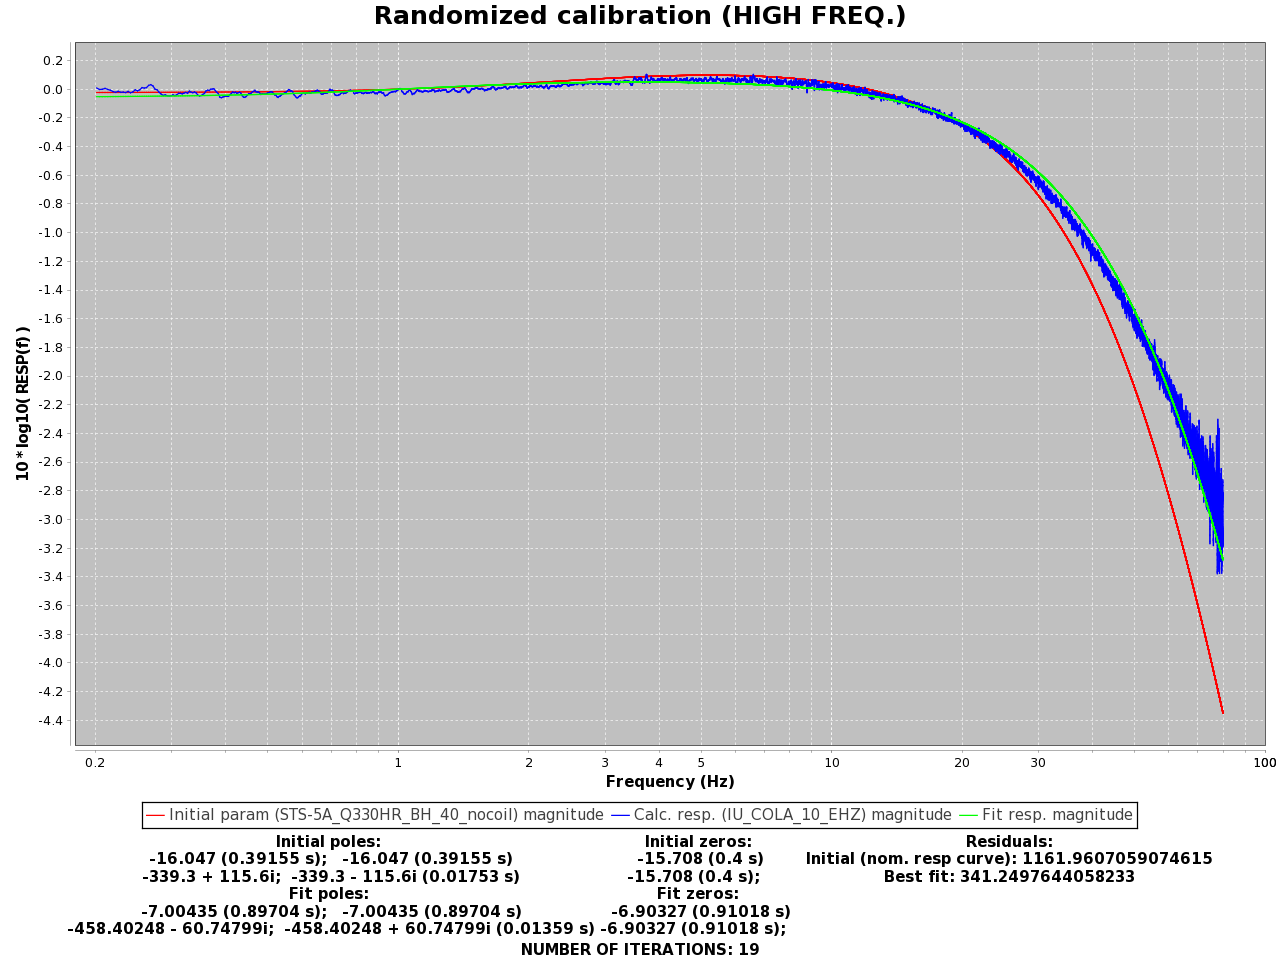 Randomized calibration (HIGH FREQ.)
0.2
0.0
-0.2
-0.4
-0.6
-0.8
-1.0
-1.2
-1.4
-1.6
-1.8
-2.0
-2.2
-2.4
-2.6
-2.8
-3.0
-3.2
-3.4
-3.6
-3.8
-4.0
-4.2
-4.4
10 * log10( RESP(f) )
0.2 1 2 3 4 5 10 20 30 100
Frequency (Hz)
Initial param (STS-5A_Q330HR_BH_40_nocoil) magnitude Calc. resp. (IU_COLA_10_EHZ) magnitude Fit resp. magnitude
Initial poles: Initial zeros: Residuals:
-16.047 (0.39155 s); -16.047 (0.39155 s) -15.708 (0.4 s) Initial (nom. resp curve): 1161.9607059074615
-339.3 + 115.6i; -339.3 - 115.6i (0.01753 s) -15.708 (0.4 s); Best fit: 341.2497644058233
Fit poles: Fit zeros:
-7.00435 (0.89704 s); -7.00435 (0.89704 s) -6.90327 (0.91018 s)
-458.40248 - 60.74799i; -458.40248 + 60.74799i (0.01359 s) -6.90327 (0.91018 s);
NUMBER OF ITERATIONS: 19